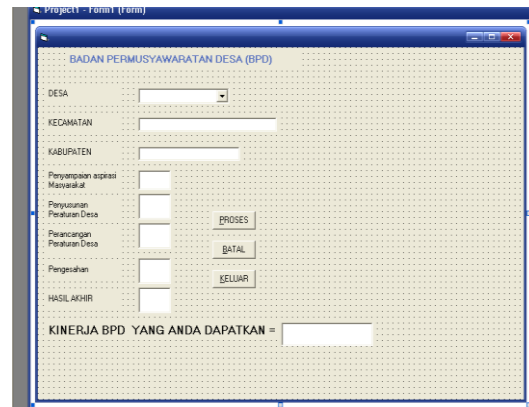 Project1 - Form1 (Form)
BADAN PERMUSYAWARATAN DESA (BPD)
DESA
KECAMATAN
KABUPATEN
Penyampaian aspirasi
Masyarakat
Penyusunan
Peraturan Desa
Perancangan
Peraturan Desa
PROSES
BATAL
Pengesahan
KELUAR
HASIL AKHIR
KINERJA BPD YANG ANDA DAPATKAN =